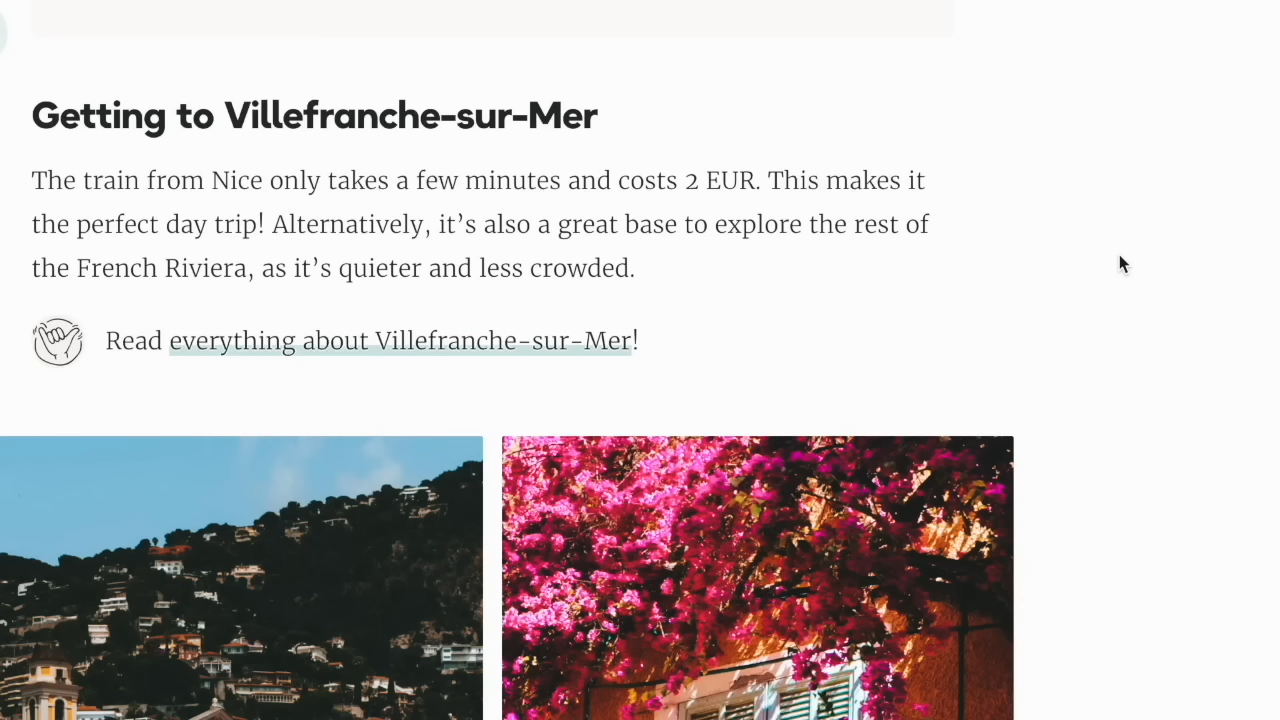 Getting to Villefranche-sur-Mer
The train from Nice only takes a few minutes and costs 2 EUR. This makes it
the perfect day trip! Alternatively, it’s also a great base to explore the rest of
the French Riviera, as it’s quieter and less crowded.
Read everything about Villefranche-sur-Mer!